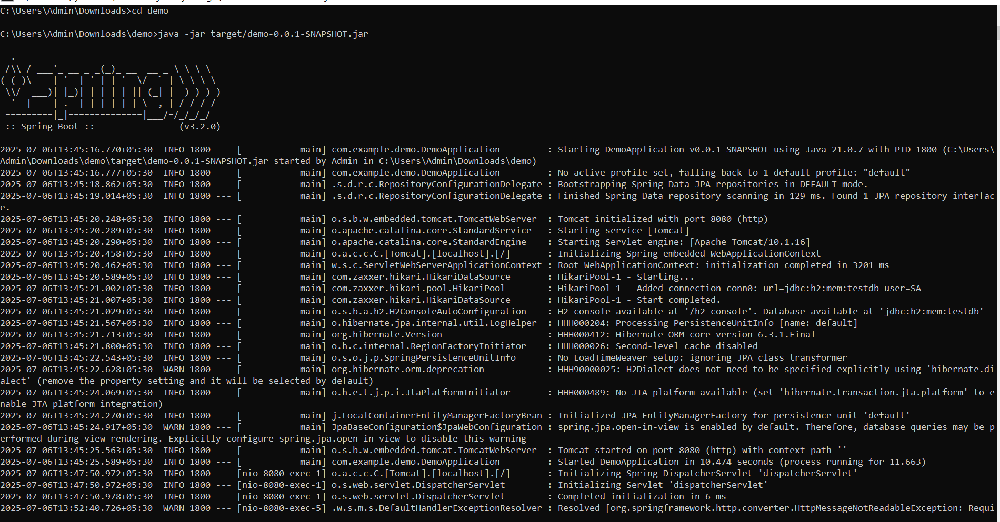 C:\Users\Admin\Downloads>cd demo
C:\Users\Admin\Downloads\demo>java -jar target/demo-0.0.1-SNAPSHOT.jar
  .   ____          _            __ _ _
 /\\ / ___'_ __ _ _(_)_ __  __ _ \ \ \ \
( ( )\___ | '_ | '_| | '_ \/ _` | \ \ \ \
 \\/  ___)| |_)| | | | | || (_| |  ) ) ) )
  '  |____| .__|_| |_|_| |_\__, | / / / /
 =========|_|==============|___/=/_/_/_/
 :: Spring Boot ::                (v3.2.0)
2025-07-06T13:45:16.770+05:30  INFO 1800 --- [           main] com.example.demo.DemoApplication         : Starting DemoApplication v0.0.1-SNAPSHOT using Java 21.0.7 with PID 1800 (C:\Users\
Admin\Downloads\demo\target\demo-0.0.1-SNAPSHOT.jar started by Admin in C:\Users\Admin\Downloads\demo)
2025-07-06T13:45:16.777+05:30  INFO 1800 --- [           main] com.example.demo.DemoApplication         : No active profile set, falling back to 1 default profile: "default"
2025-07-06T13:45:18.862+05:30  INFO 1800 --- [           main] .s.d.r.c.RepositoryConfigurationDelegate : Bootstrapping Spring Data JPA repositories in DEFAULT mode.
2025-07-06T13:45:19.014+05:30  INFO 1800 --- [           main] .s.d.r.c.RepositoryConfigurationDelegate : Finished Spring Data repository scanning in 129 ms. Found 1 JPA repository interfac
e.
2025-07-06T13:45:20.248+05:30  INFO 1800 --- [           main] o.s.b.w.embedded.tomcat.TomcatWebServer  : Tomcat initialized with port 8080 (http)
2025-07-06T13:45:20.289+05:30  INFO 1800 --- [           main] o.apache.catalina.core.StandardService   : Starting service [Tomcat]
2025-07-06T13:45:20.290+05:30  INFO 1800 --- [           main] o.apache.catalina.core.StandardEngine    : Starting Servlet engine: [Apache Tomcat/10.1.16]
2025-07-06T13:45:20.458+05:30  INFO 1800 --- [           main] o.a.c.c.C.[Tomcat].[localhost].[/]       : Initializing Spring embedded WebApplicationContext
2025-07-06T13:45:20.462+05:30  INFO 1800 --- [           main] w.s.c.ServletWebServerApplicationContext : Root WebApplicationContext: initialization completed in 3201 ms
2025-07-06T13:45:20.589+05:30  INFO 1800 --- [           main] com.zaxxer.hikari.HikariDataSource       : HikariPool-1 - Starting...
2025-07-06T13:45:21.002+05:30  INFO 1800 --- [           main] com.zaxxer.hikari.pool.HikariPool        : HikariPool-1 - Added connection conn0: url=jdbc:h2:mem:testdb user=SA
2025-07-06T13:45:21.007+05:30  INFO 1800 --- [           main] com.zaxxer.hikari.HikariDataSource       : HikariPool-1 - Start completed.
2025-07-06T13:45:21.029+05:30  INFO 1800 --- [           main] o.s.b.a.h2.H2ConsoleAutoConfiguration    : H2 console available at '/h2-console'. Database available at 'jdbc:h2:mem:testdb'
2025-07-06T13:45:21.567+05:30  INFO 1800 --- [           main] o.hibernate.jpa.internal.util.LogHelper  : HHH000204: Processing PersistenceUnitInfo [name: default]
2025-07-06T13:45:21.713+05:30  INFO 1800 --- [           main] org.hibernate.Version                    : HHH000412: Hibernate ORM core version 6.3.1.Final
2025-07-06T13:45:21.800+05:30  INFO 1800 --- [           main] o.h.c.internal.RegionFactoryInitiator    : HHH000026: Second-level cache disabled
2025-07-06T13:45:22.543+05:30  INFO 1800 --- [           main] o.s.o.j.p.SpringPersistenceUnitInfo      : No LoadTimeWeaver setup: ignoring JPA class transformer
2025-07-06T13:45:22.628+05:30  WARN 1800 --- [           main] org.hibernate.orm.deprecation            : HHH90000025: H2Dialect does not need to be specified explicitly using 'hibernate.di
alect' (remove the property setting and it will be selected by default)
2025-07-06T13:45:24.069+05:30  INFO 1800 --- [           main] o.h.e.t.j.p.i.JtaPlatformInitiator       : HHH000489: No JTA platform available (set 'hibernate.transaction.jta.platform' to e
nable JTA platform integration)
2025-07-06T13:45:24.270+05:30  INFO 1800 --- [           main] j.LocalContainerEntityManagerFactoryBean : Initialized JPA EntityManagerFactory for persistence unit 'default'
2025-07-06T13:45:24.917+05:30  WARN 1800 --- [           main] JpaBaseConfiguration$JpaWebConfiguration : spring.jpa.open-in-view is enabled by default. Therefore, database queries may be p
erformed during view rendering. Explicitly configure spring.jpa.open-in-view to disable this warning
2025-07-06T13:45:25.563+05:30  INFO 1800 --- [           main] o.s.b.w.embedded.tomcat.TomcatWebServer  : Tomcat started on port 8080 (http) with context path ''
2025-07-06T13:45:25.589+05:30  INFO 1800 --- [           main] com.example.demo.DemoApplication         : Started DemoApplication in 10.474 seconds (process running for 11.663)
2025-07-06T13:47:50.972+05:30  INFO 1800 --- [nio-8080-exec-1] o.a.c.c.C.[Tomcat].[localhost].[/]       : Initializing Spring DispatcherServlet 'dispatcherServlet'
2025-07-06T13:47:50.972+05:30  INFO 1800 --- [nio-8080-exec-1] o.s.web.servlet.DispatcherServlet        : Initializing Servlet 'dispatcherServlet'
2025-07-06T13:47:50.978+05:30  INFO 1800 --- [nio-8080-exec-1] o.s.web.servlet.DispatcherServlet        : Completed initialization in 6 ms
2025-07-06T13:52:40.726+05:30  WARN 1800 --- [nio-8080-exec-5] .w.s.m.s.DefaultHandlerExceptionResolver : Resolved [org.springframework.http.converter.HttpMessageNotReadableException: Requi